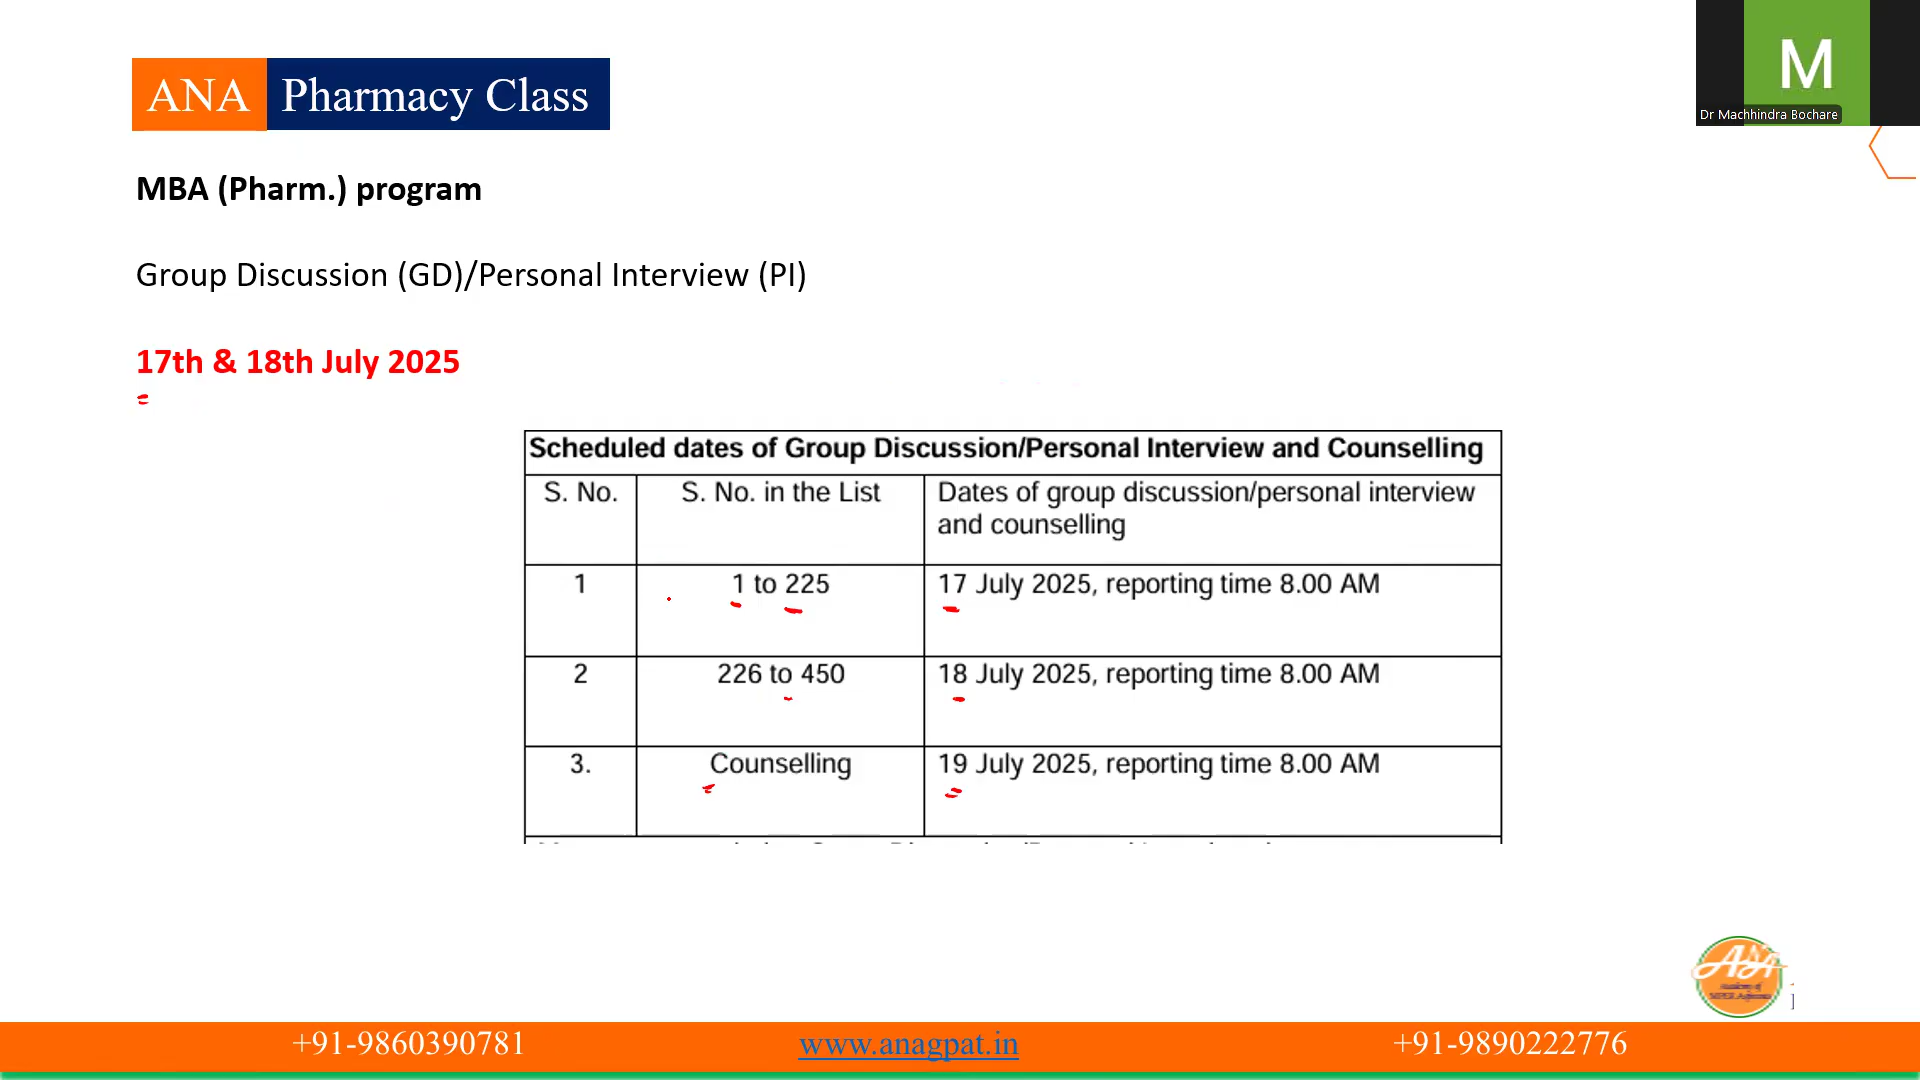 ANA Pharmacy Class
M
Dr Machhindra Bochare
MBA (Pharm.) program
Group Discussion (GD)/Personal Interview (PI)
17th & 18th July 2025
Scheduled dates of Group Discussion/Personal Interview and Counselling
S. No. S. No. in the List Dates of group discussion/personal interview
and counselling
1 1 to 225 17 July 2025, reporting time 8.00 AM
2 226 to 450 18 July 2025, reporting time 8.00 AM
3. Counselling 19 July 2025, reporting time 8.00 AM
ANA
+91-9860390781 www.anagpat.in +91-9890222776